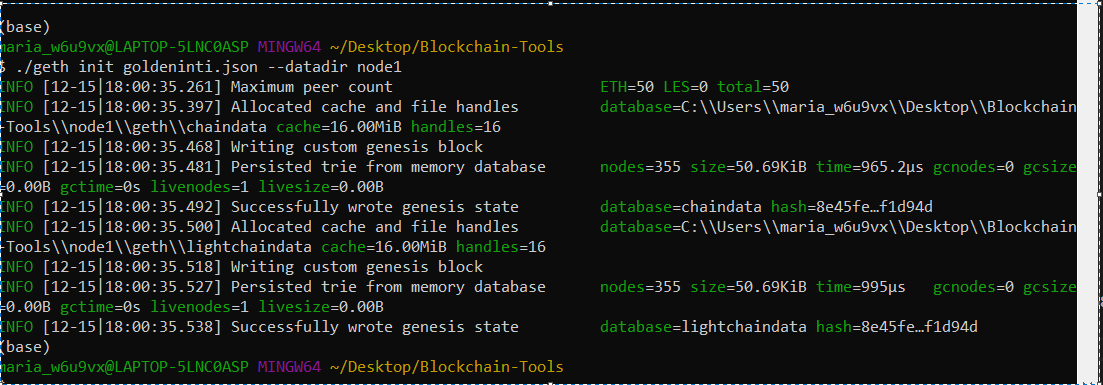 (base)
maria_w6u9vx@LAPTOP-5LNC0ASP MINGW64 ~/Desktop/Blockchain-Tools
$ ./geth init goldeninti.json --datadir node1
INFO [12-15|18:00:35.261] Maximum peer count                       ETH=50 LES=0 total=50
INFO [12-15|18:00:35.397] Allocated cache and file handles         database=C:\\Users\\maria_w6u9vx\\Desktop\\Blockchain
-Tools\\node1\\geth\\chaindata cache=16.00MiB handles=16
INFO [12-15|18:00:35.468] Writing custom genesis block
INFO [12-15|18:00:35.481] Persisted trie from memory database      nodes=355 size=50.69KiB time=965.2µs gcnodes=0 gcsize
=0.00B gctime=0s livenodes=1 livesize=0.00B
INFO [12-15|18:00:35.492] Successfully wrote genesis state         database=chaindata hash=8e45fe…f1d94d
INFO [12-15|18:00:35.500] Allocated cache and file handles         database=C:\\Users\\maria_w6u9vx\\Desktop\\Blockchain
-Tools\\node1\\geth\\lightchaindata cache=16.00MiB handles=16
INFO [12-15|18:00:35.518] Writing custom genesis block
INFO [12-15|18:00:35.527] Persisted trie from memory database      nodes=355 size=50.69KiB time=995µs   gcnodes=0 gcsize
=0.00B gctime=0s livenodes=1 livesize=0.00B
INFO [12-15|18:00:35.538] Successfully wrote genesis state         database=lightchaindata hash=8e45fe…f1d94d
(base)
maria_w6u9vx@LAPTOP-5LNC0ASP MINGW64 ~/Desktop/Blockchain-Tools